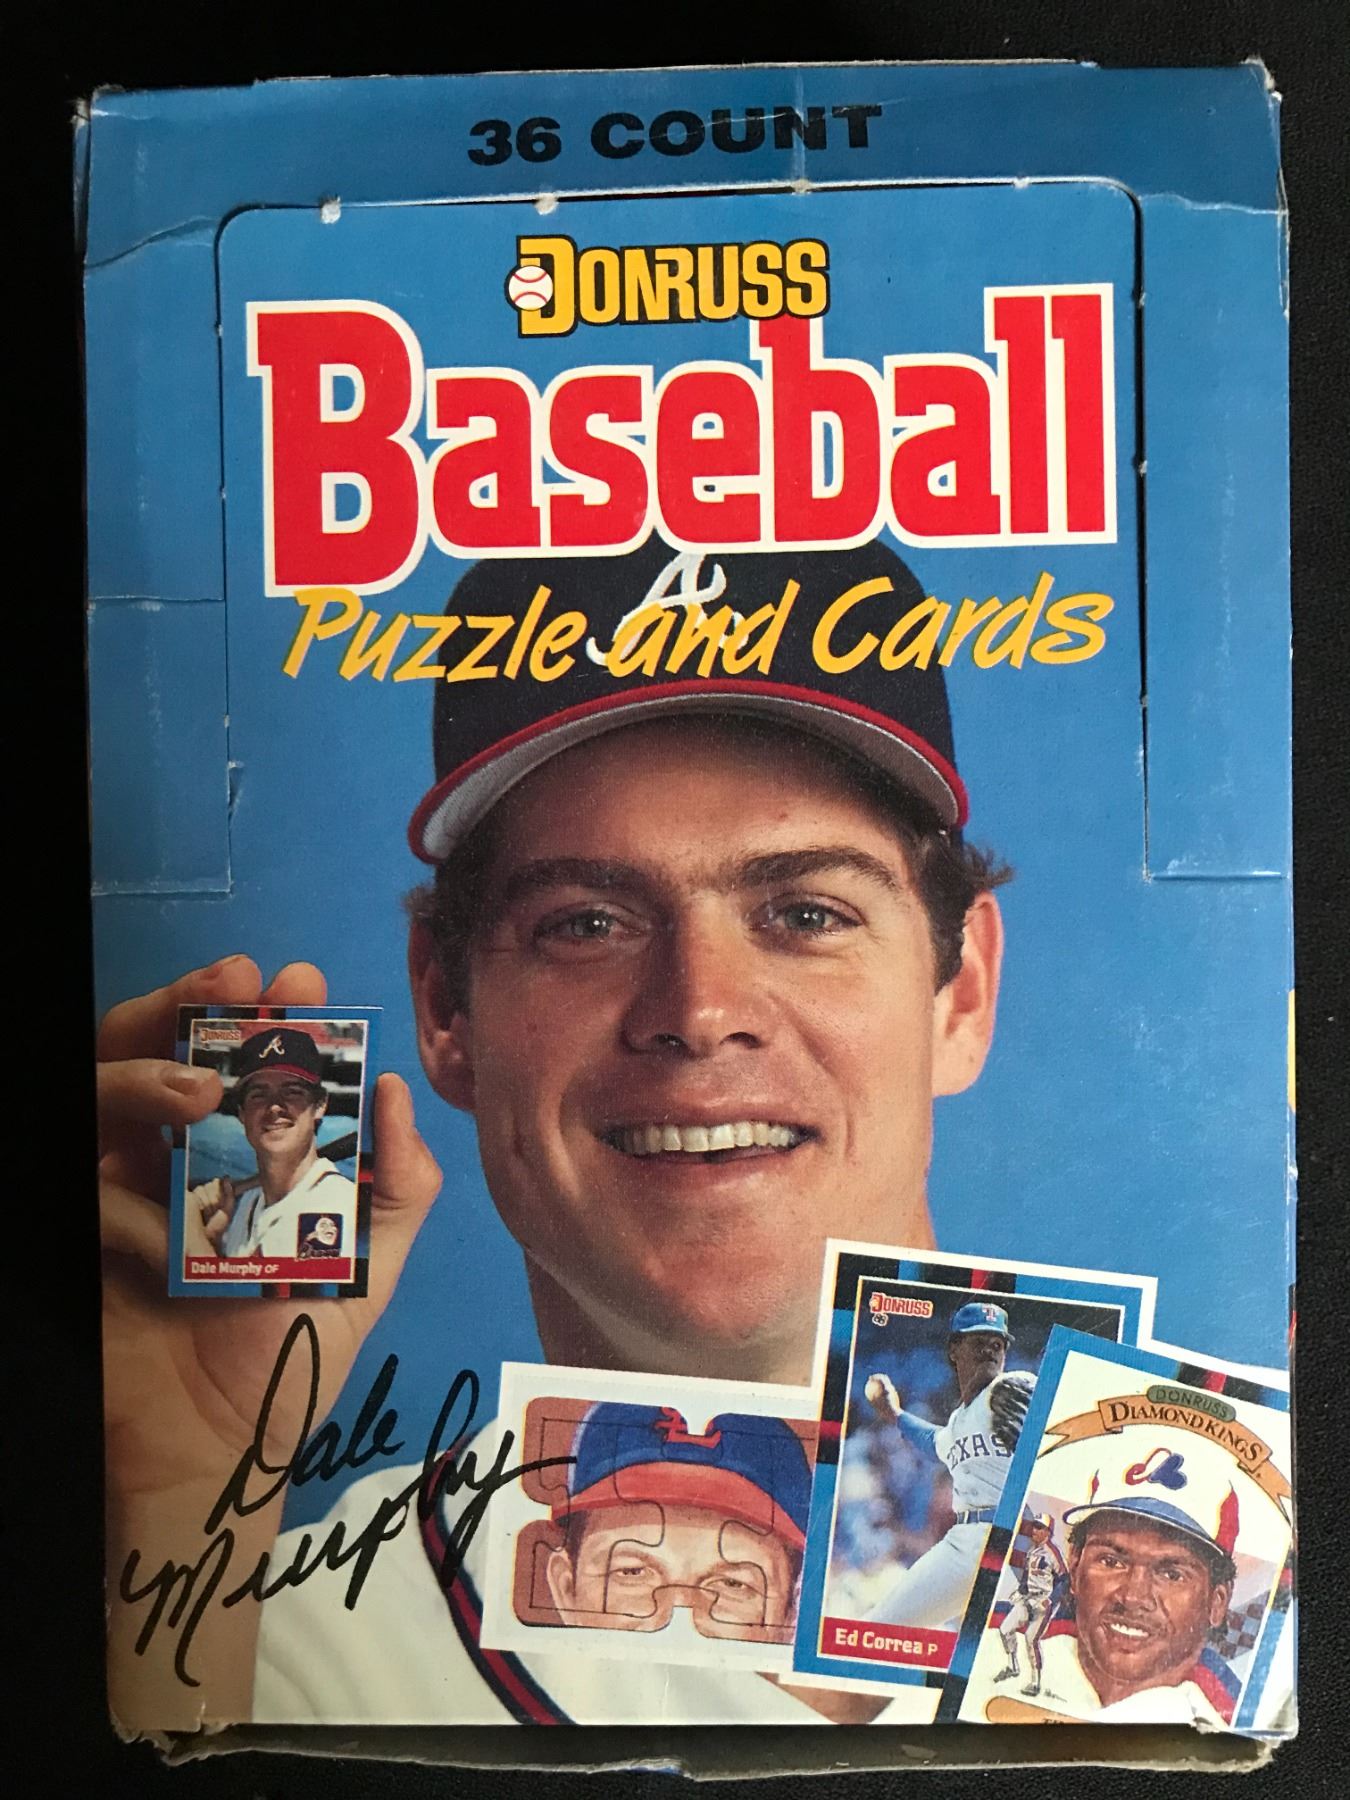 36 COUNT
DONRUSS
Baseball
Puzzle and Cards
DONRUSS
A
Dale Murphy OF
Dale
Murphy
DONRUSS
88
TEXAS
Ed Correa P
DONRUSS
DIAMOND KINGS